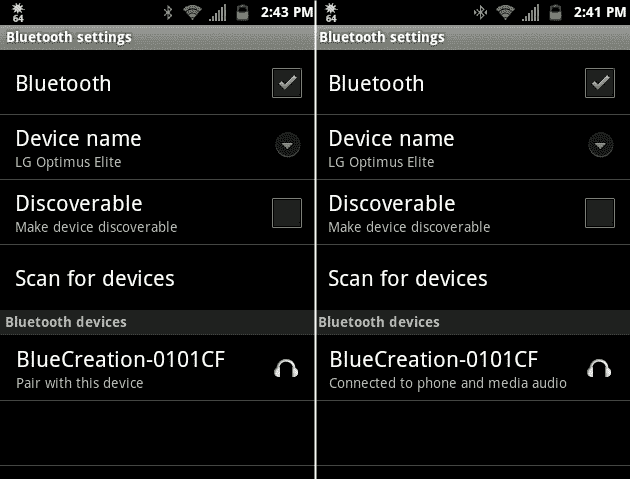 64
2:43 PM
Bluetooth settings
Bluetooth
Device name
LG Optimus Elite
Discoverable
Make device discoverable
Scan for devices
Bluetooth devices
BlueCreation-0101CF
Pair with this device
64
2:41 PM
Bluetooth settings
Bluetooth
Device name
LG Optimus Elite
Discoverable
Make device discoverable
Scan for devices
Bluetooth devices
BlueCreation-0101CF
Connected to phone and media audio